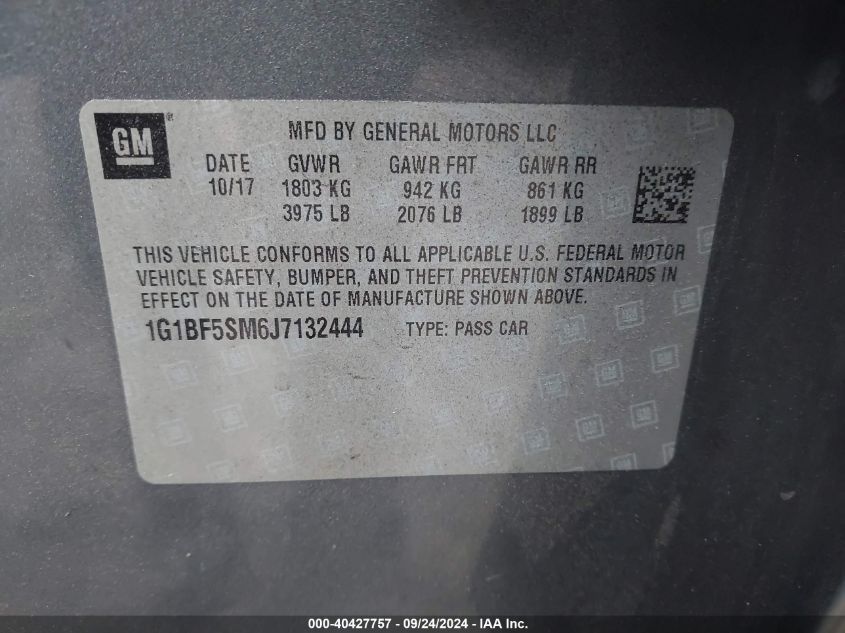 GM ®
MFD BY GENERAL MOTORS LLC
DATE GVWR GAWR FRT GAWR RR
10/17 1803 KG 942 KG 861 KG
3975 LB 2076 LB 1899 LB
THIS VEHICLE CONFORMS TO ALL APPLICABLE U.S. FEDERAL MOTOR
VEHICLE SAFETY, BUMPER, AND THEFT PREVENTION STANDARDS IN
EFFECT ON THE DATE OF MANUFACTURE SHOWN ABOVE.
1G1BF5SM6J7132444 TYPE: PASS CAR
000-40427757 - 09/24/2024 - IAA Inc.